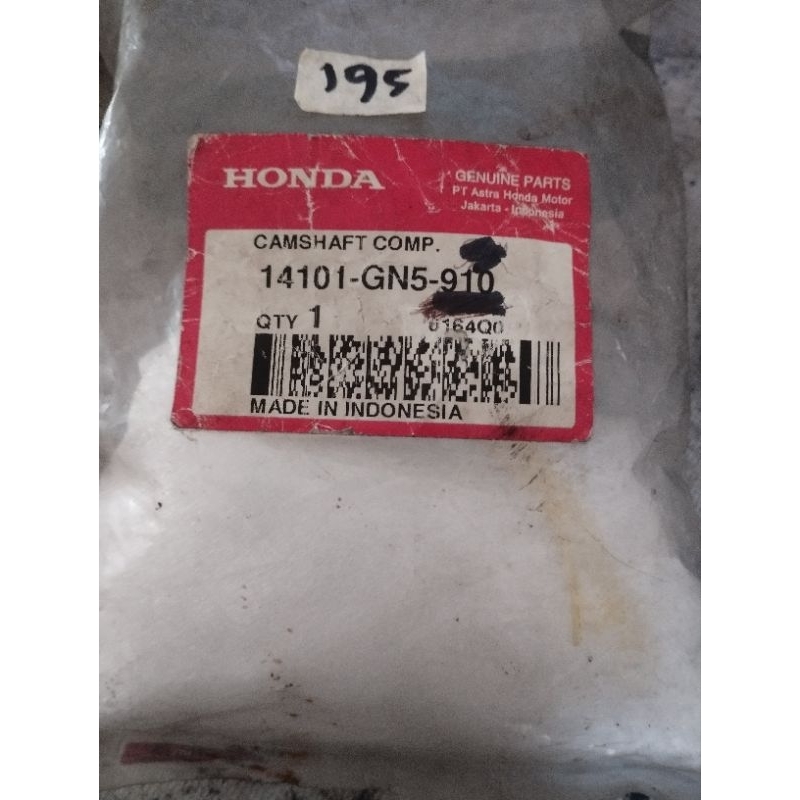 195
HONDA
GENUINE PARTS
PT Astra Honda Motor
Jakarta - Indonesia
CAMSHAFT COMP.
14101-GN5-910
QTY 1
0164Q0
MADE IN INDONESIA